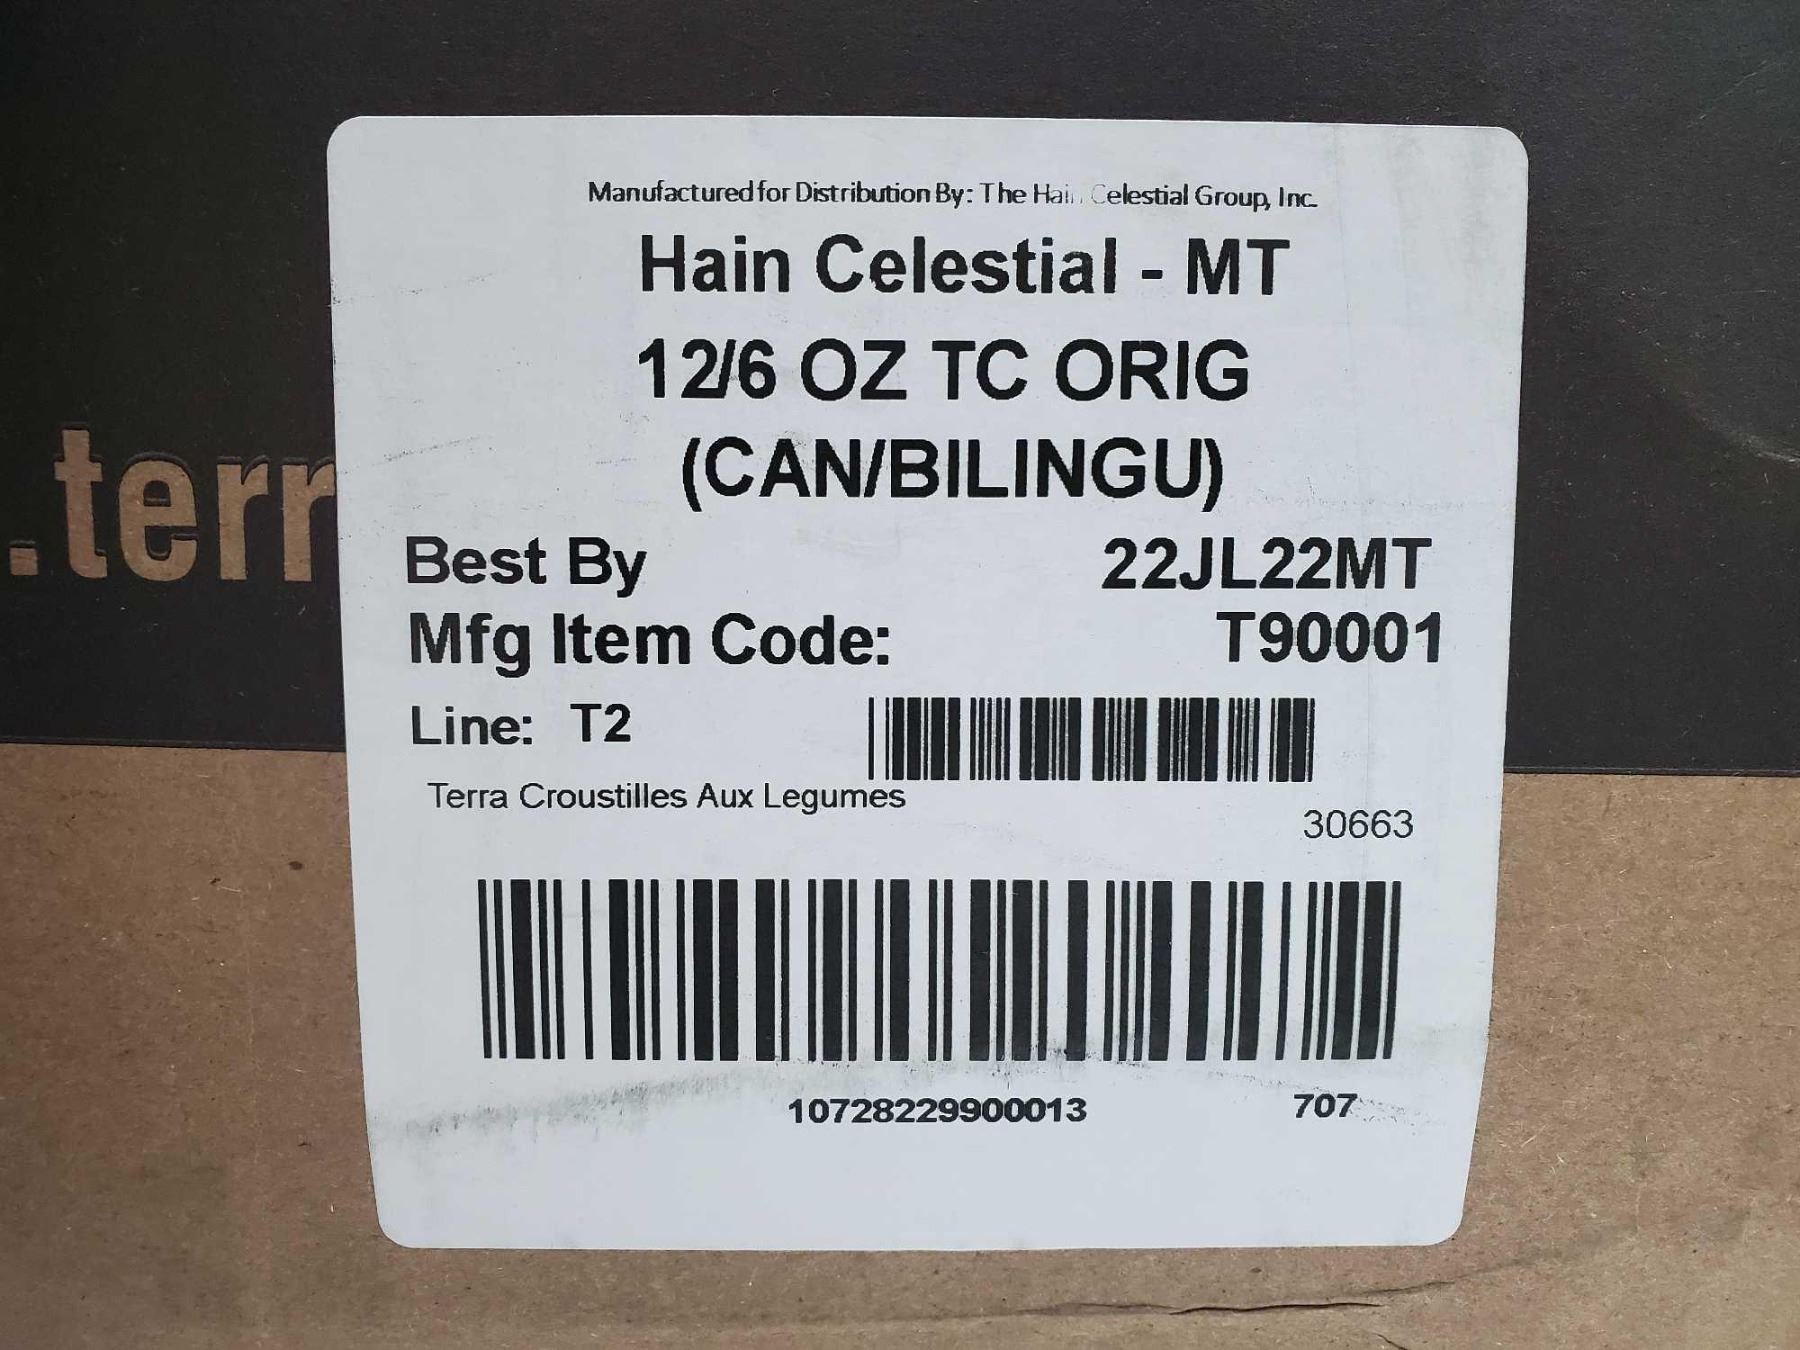 Manufactured for Distribution By: The Hain Celestial Group, Inc.
Hain Celestial - MT
12/6 OZ TC ORIG
(CAN/BILINGU)
.terr
Best By 22JL22MT
Mfg Item Code: T90001
Line: T2
Terra Croustilles Aux Legumes
30663
10728229900013 707